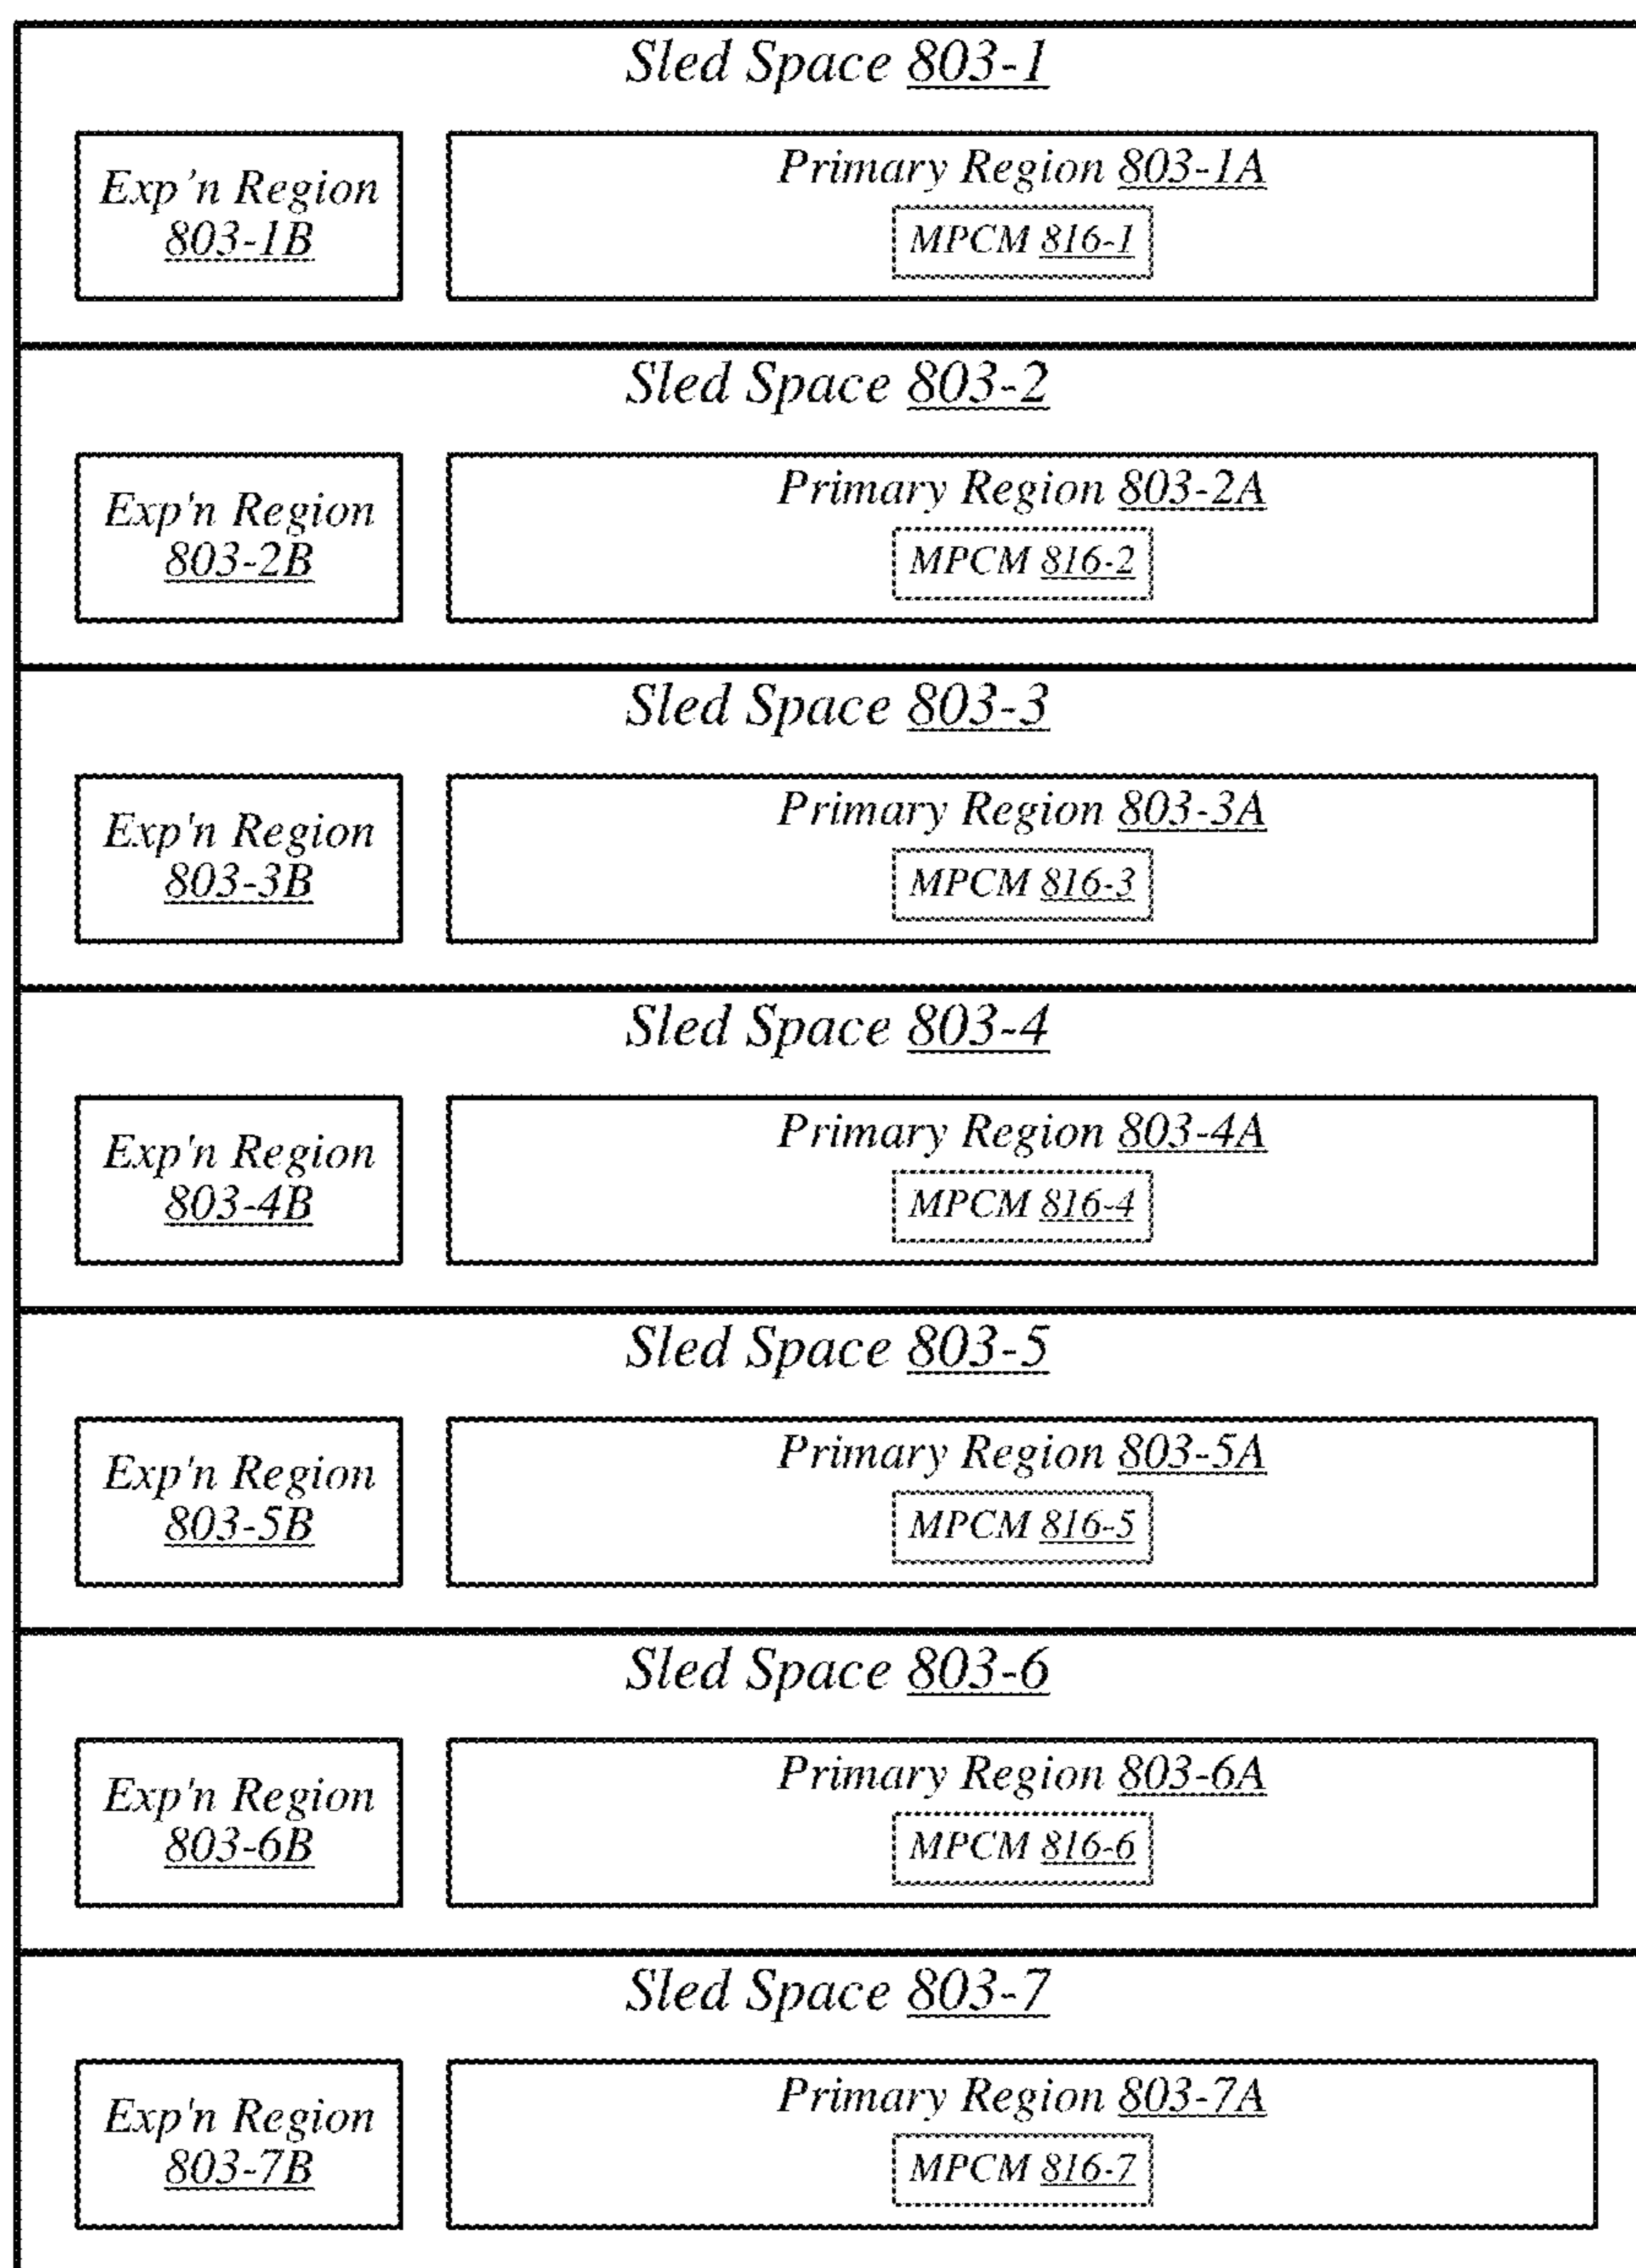 Sled Space 803-1
Exp’n Region
803-1B
Primary Region 803-1A
MPCM 816-1
Sled Space 803-2
Exp'n Region
803-2B
Primary Region 803-2A
MPCM 816-2
Sled Space 803-3
Exp'n Region
803-3B
Primary Region 803-3A
MPCM 816-3
Sled Space 803-4
Exp'n Region
803-4B
Primary Region 803-4A
MPCM 816-4
Sled Space 803-5
Exp'n Region
803-5B
Primary Region 803-5A
MPCM 816-5
Sled Space 803-6
Exp'n Region
803-6B
Primary Region 803-6A
MPCM 816-6
Sled Space 803-7
Exp'n Region
803-7B
Primary Region 803-7A
MPCM 816-7